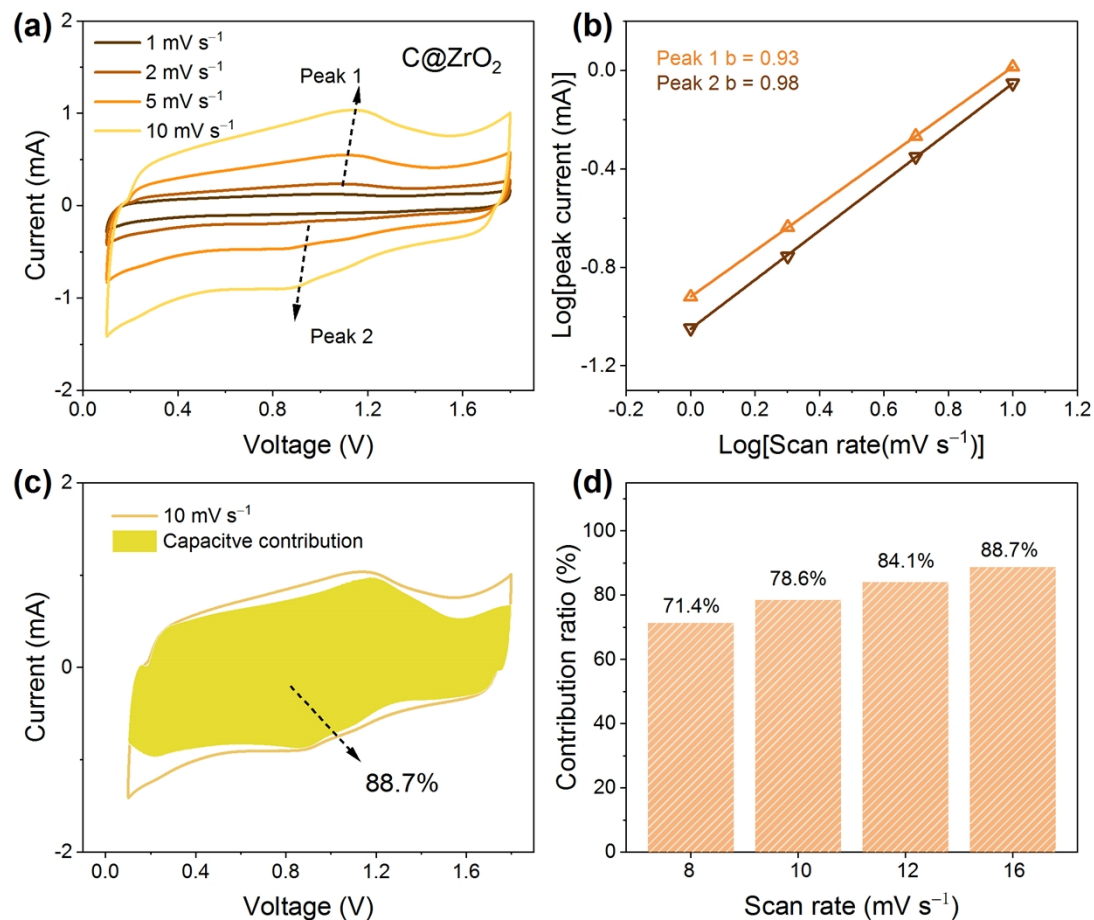 (a)
1 mV s⁻¹
2 mV s⁻¹
5 mV s⁻¹
10 mV s⁻¹
C@ZrO₂
Peak 1
Peak 2
2
1
0
-1
-2
Current (mA)
0.0 0.4 0.8 1.2 1.6
Voltage (V)
(b)
Peak 1 b = 0.93
Peak 2 b = 0.98
0.0
-0.4
-0.8
-1.2
Log[peak current (mA)]
-0.2 0.0 0.2 0.4 0.6 0.8 1.0 1.2
Log[Scan rate(mV s⁻¹)]
(c)
10 mV s⁻¹
Capacitve contribution
88.7%
2
1
0
-1
-2
Current (mA)
0.0 0.4 0.8 1.2 1.6
Voltage (V)
(d)
71.4%
78.6%
84.1%
88.7%
100
80
60
40
20
0
Contribution ratio (%)
8 10 12 16
Scan rate (mV s⁻¹)